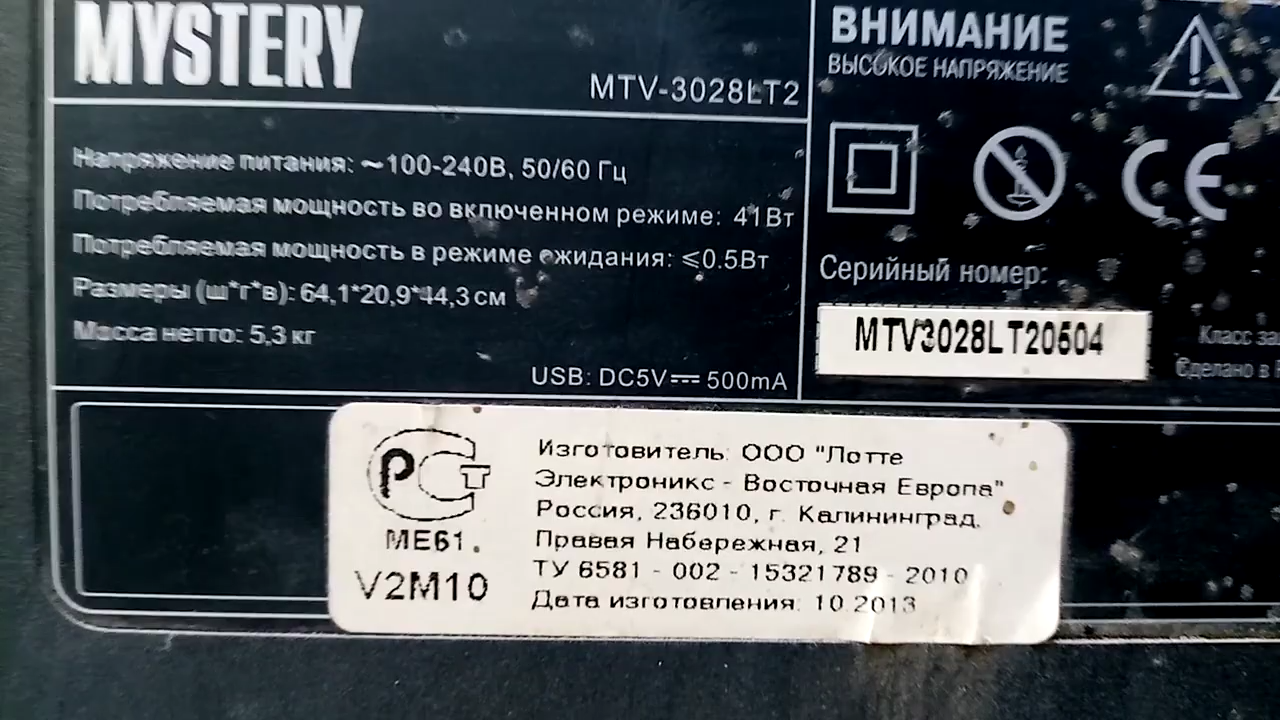 MYSTERY
MTV-3028LT2
Напряжение питания: ~100-240В, 50/60 Гц
Потребляемая мощность во включенном режиме: 41Вт
Потребляемая мощность в режиме ожидания: ≤0.5Вт
Размеры (ш*г*в): 64,1*20,9*44,3 см
Масса нетто: 5,3 кг
USB: DC5V⎓500mA
ВНИМАНИЕ
ВЫСОКОЕ НАПРЯЖЕНИЕ
CE
Серийный номер:
MTV3028LT20504
Класс
Сделано в
РСТ
МЕ61.
V2M10
Изготовитель: ООО "Лотте
Электроникс - Восточная Европа"
Россия, 236010, г. Калининград,
Правая Набережная, 21
ТУ 6581 - 002 - 15321789 - 2010
Дата изготовления: 10.2013